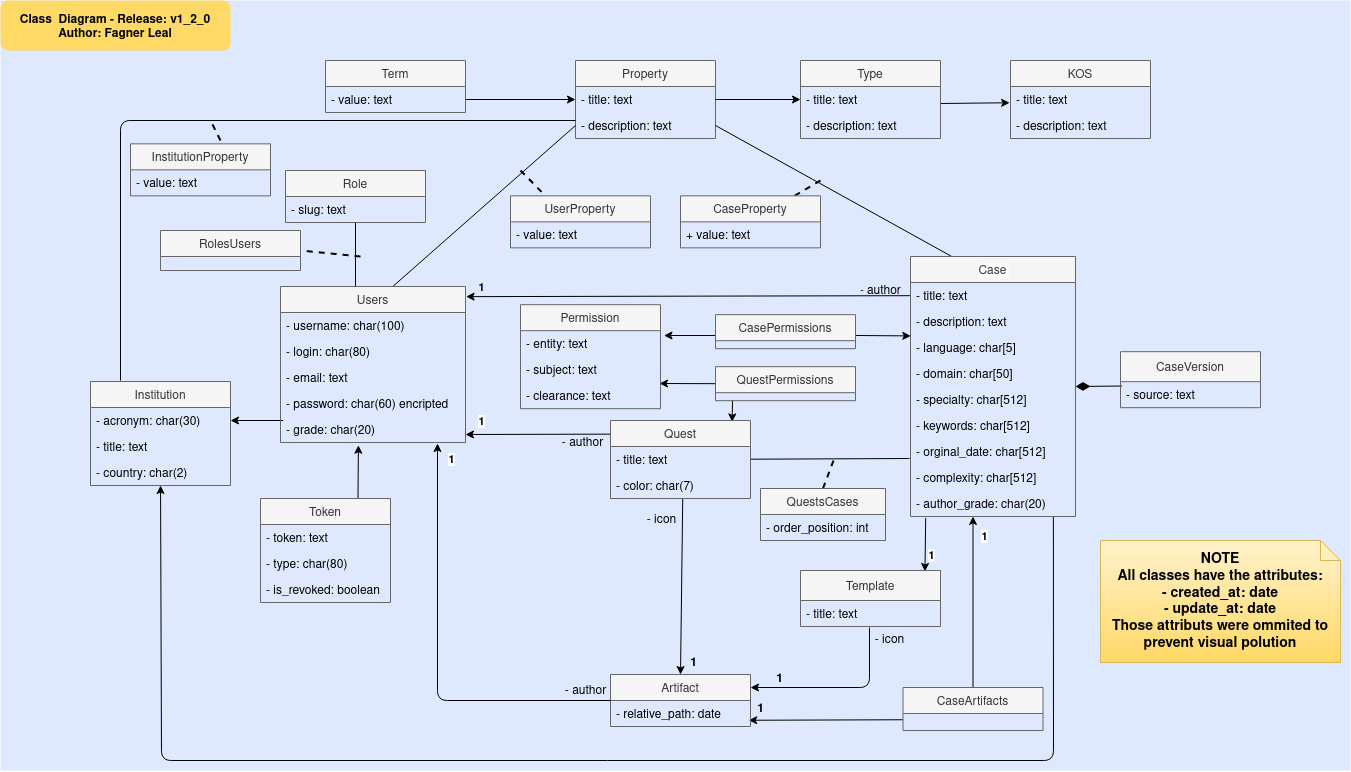 Class Diagram - Release: v1_2_0
Author: Fagner Leal
Term
- value: text
Property
- title: text
- description: text
Type
- title: text
- description: text
KOS
- title: text
- description: text
InstitutionProperty
- value: text
Role
- slug: text
UserProperty
- value: text
CaseProperty
+ value: text
RolesUsers
Users
- username: char(100)
- login: char(80)
- email: text
- password: char(60) encripted
- grade: char(20)
1
- author
Case
- title: text
- description: text
- language: char[5]
- domain: char[50]
- specialty: char[512]
- keywords: char[512]
- orginal_date: char[512]
- complexity: char[512]
- author_grade: char(20)
Permission
- entity: text
- subject: text
- clearance: text
CasePermissions
QuestPermissions
CaseVersion
- source: text
Institution
- acronym: char(30)
- title: text
- country: char(2)
1
- author
Quest
- title: text
- color: char(7)
1
Token
- token: text
- type: char(80)
- is_revoked: boolean
- icon
QuestsCases
- order_position: int
1
1
Template
- title: text
- icon
NOTE
All classes have the attributes:
- created_at: date
- update_at: date
Those attributs were ommited to
prevent visual polution
1
1
- author
Artifact
- relative_path: date
1
CaseArtifacts